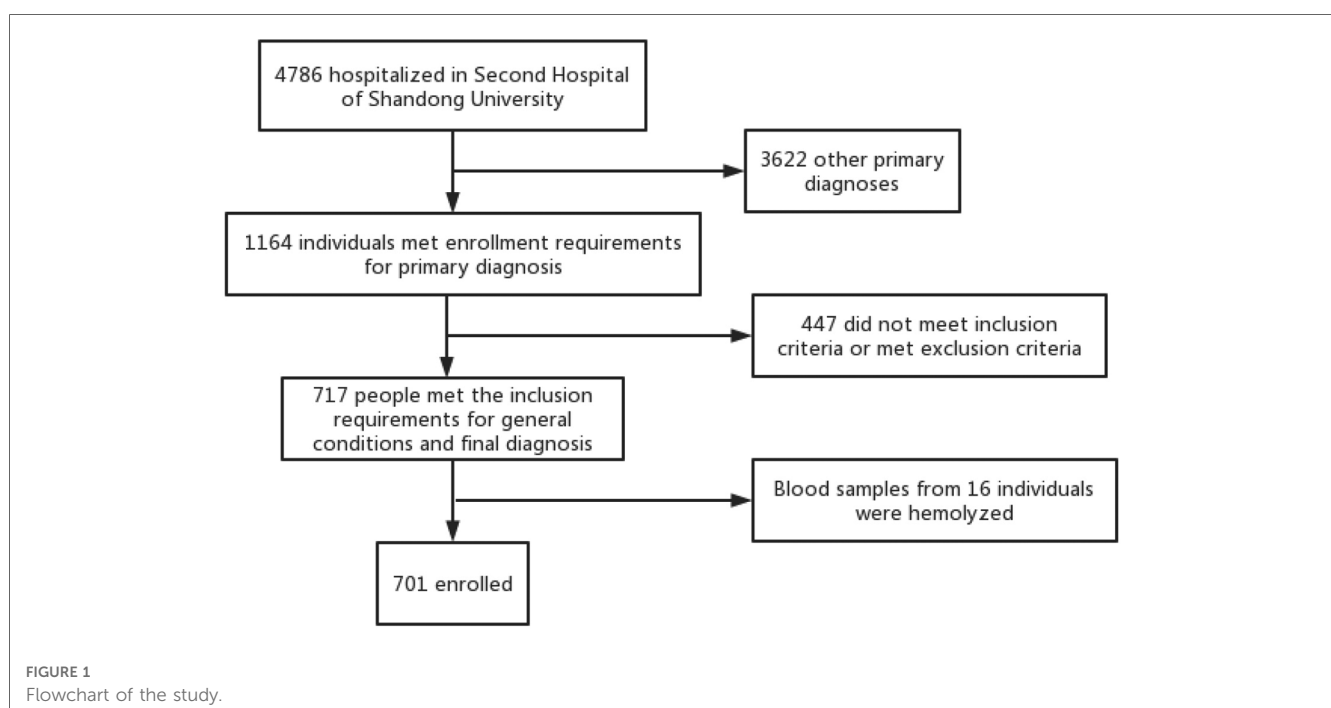 4786 hospitalized in Second Hospital
of Shandong University
3622 other primary
diagnoses
1164 individuals met enrollment requirements
for primary diagnosis
447 did not meet inclusion
criteria or met exclusion criteria
717 people met the inclusion
requirements for general
conditions and final diagnosis
Blood samples from 16 individuals
were hemolyzed
701 enrolled
FIGURE 1
Flowchart of the study.